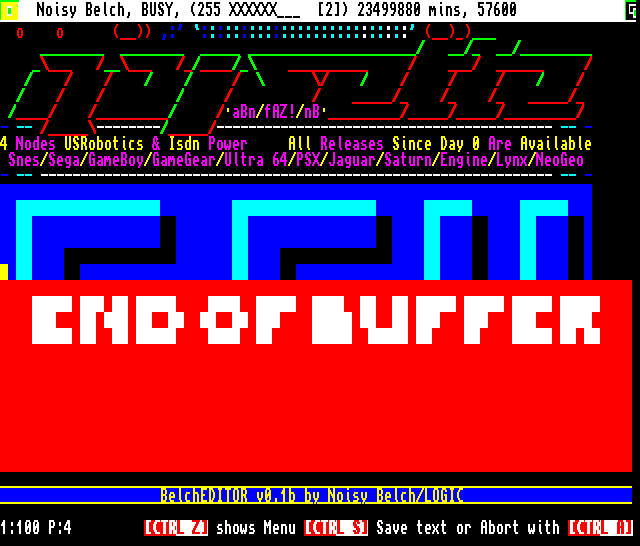 Noisy Belch, BUSY, (255 XXXXXX___ [2]) 23499880 mins, 57600
·aBn/fAZ!/nB·
4 Nodes USRobotics & Isdn Power All Releases Since Day 0 Are Available
Snes/Sega/GameBoy/GameGear/Ultra 64/PSX/Jaguar/Saturn/Engine/Lynx/NeoGeo
END OF BUFFER
BelchEDITOR v0.1b by Noisy Belch/LOGIC
1:100 P:4 [CTRL Z] shows Menu [CTRL S] Save text or Abort with [CTRL A]